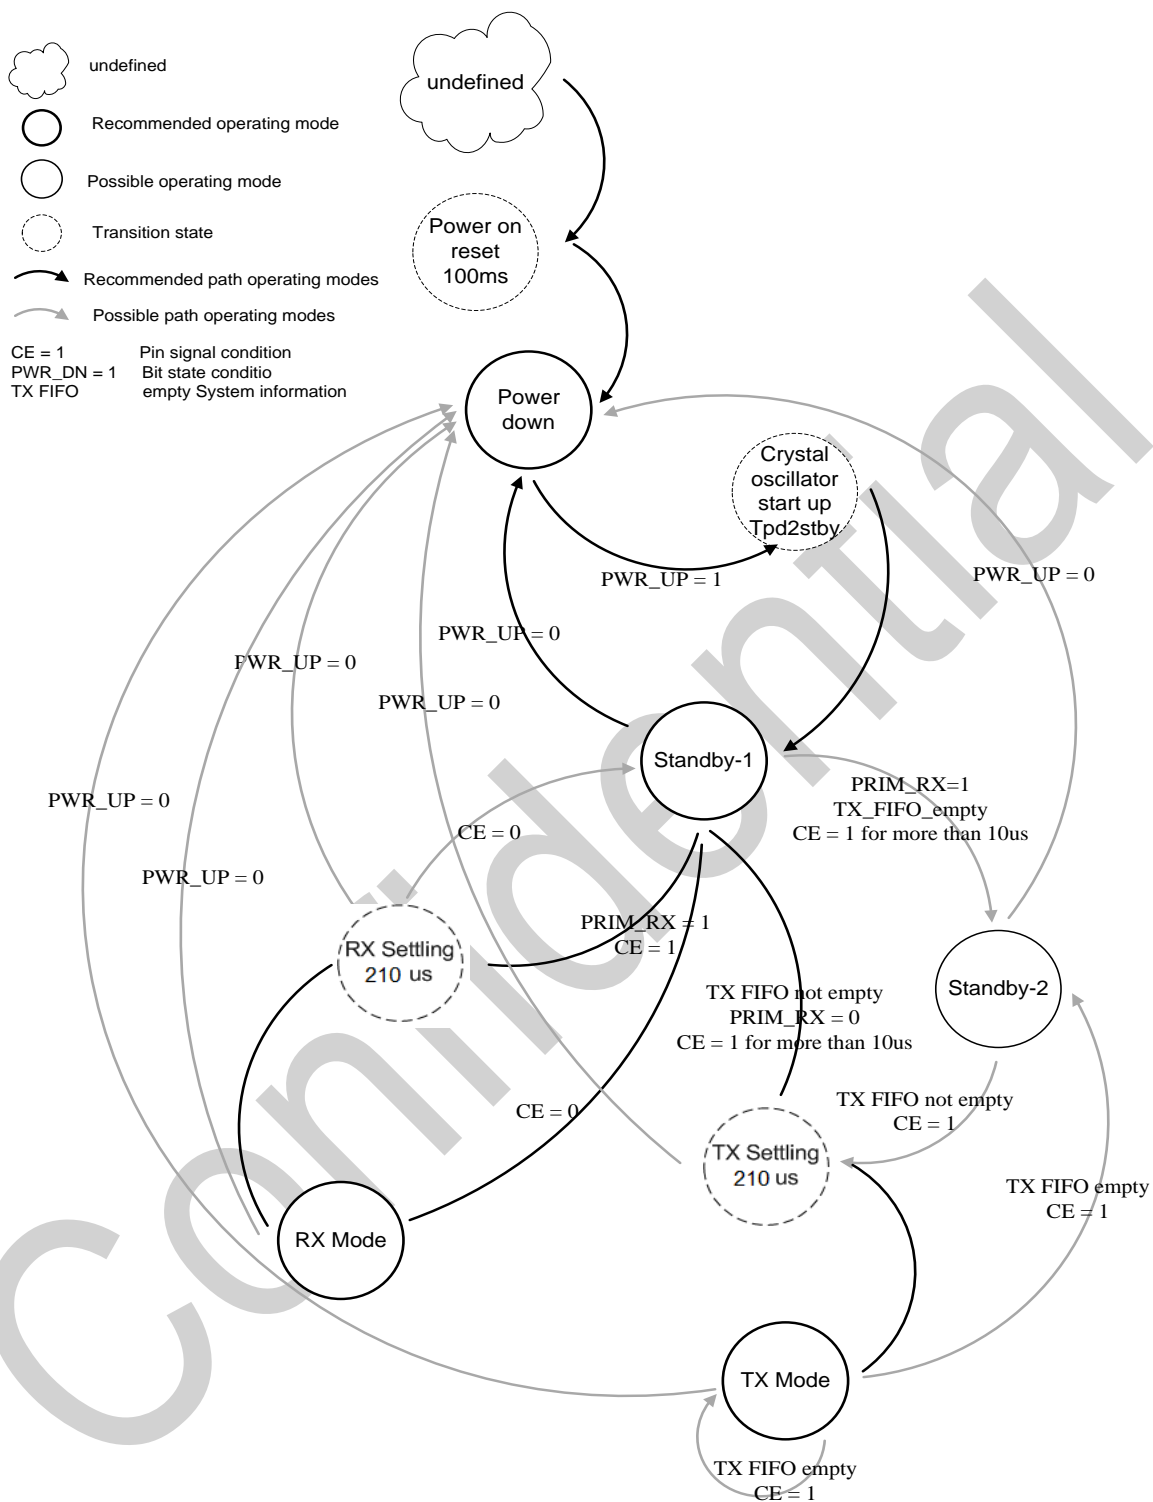 undefined
undefined
Recommended operating mode
Possible operating mode
Transition state
Recommended path operating modes
Possible path operating modes
CE = 1 Pin signal condition
PWR_DN = 1 Bit state conditio
TX FIFO empty System information
Power on
reset
100ms
Power
down
Crystal
oscillator
start up
Tpd2stby
PWR_UP = 1
PWR_UP = 0
PWR_UP = 0
PWR_UP = 0
PWR_UP = 0
Standby-1
PWR_UP = 0
PRIM_RX=1
TX_FIFO_empty
CE = 1 for more than 10us
CE = 0
PWR_UP = 0
RX Settling
210 us
PRIM_RX = 1
CE = 1
Standby-2
TX FIFO not empty
PRIM_RX = 0
CE = 1 for more than 10us
CE = 0
TX FIFO not empty
CE = 1
TX Settling
210 us
TX FIFO empty
CE = 1
RX Mode
TX Mode
TX FIFO empty
CE = 1
Confidential